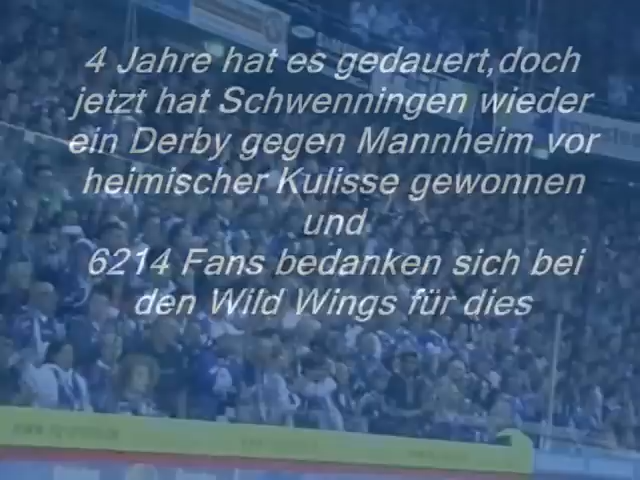 4 Jahre hat es gedauert,doch
jetzt hat Schwenningen wieder
ein Derby gegen Mannheim vor
heimischer Kulisse gewonnen
und
6214 Fans bedanken sich bei
den Wild Wings für dies